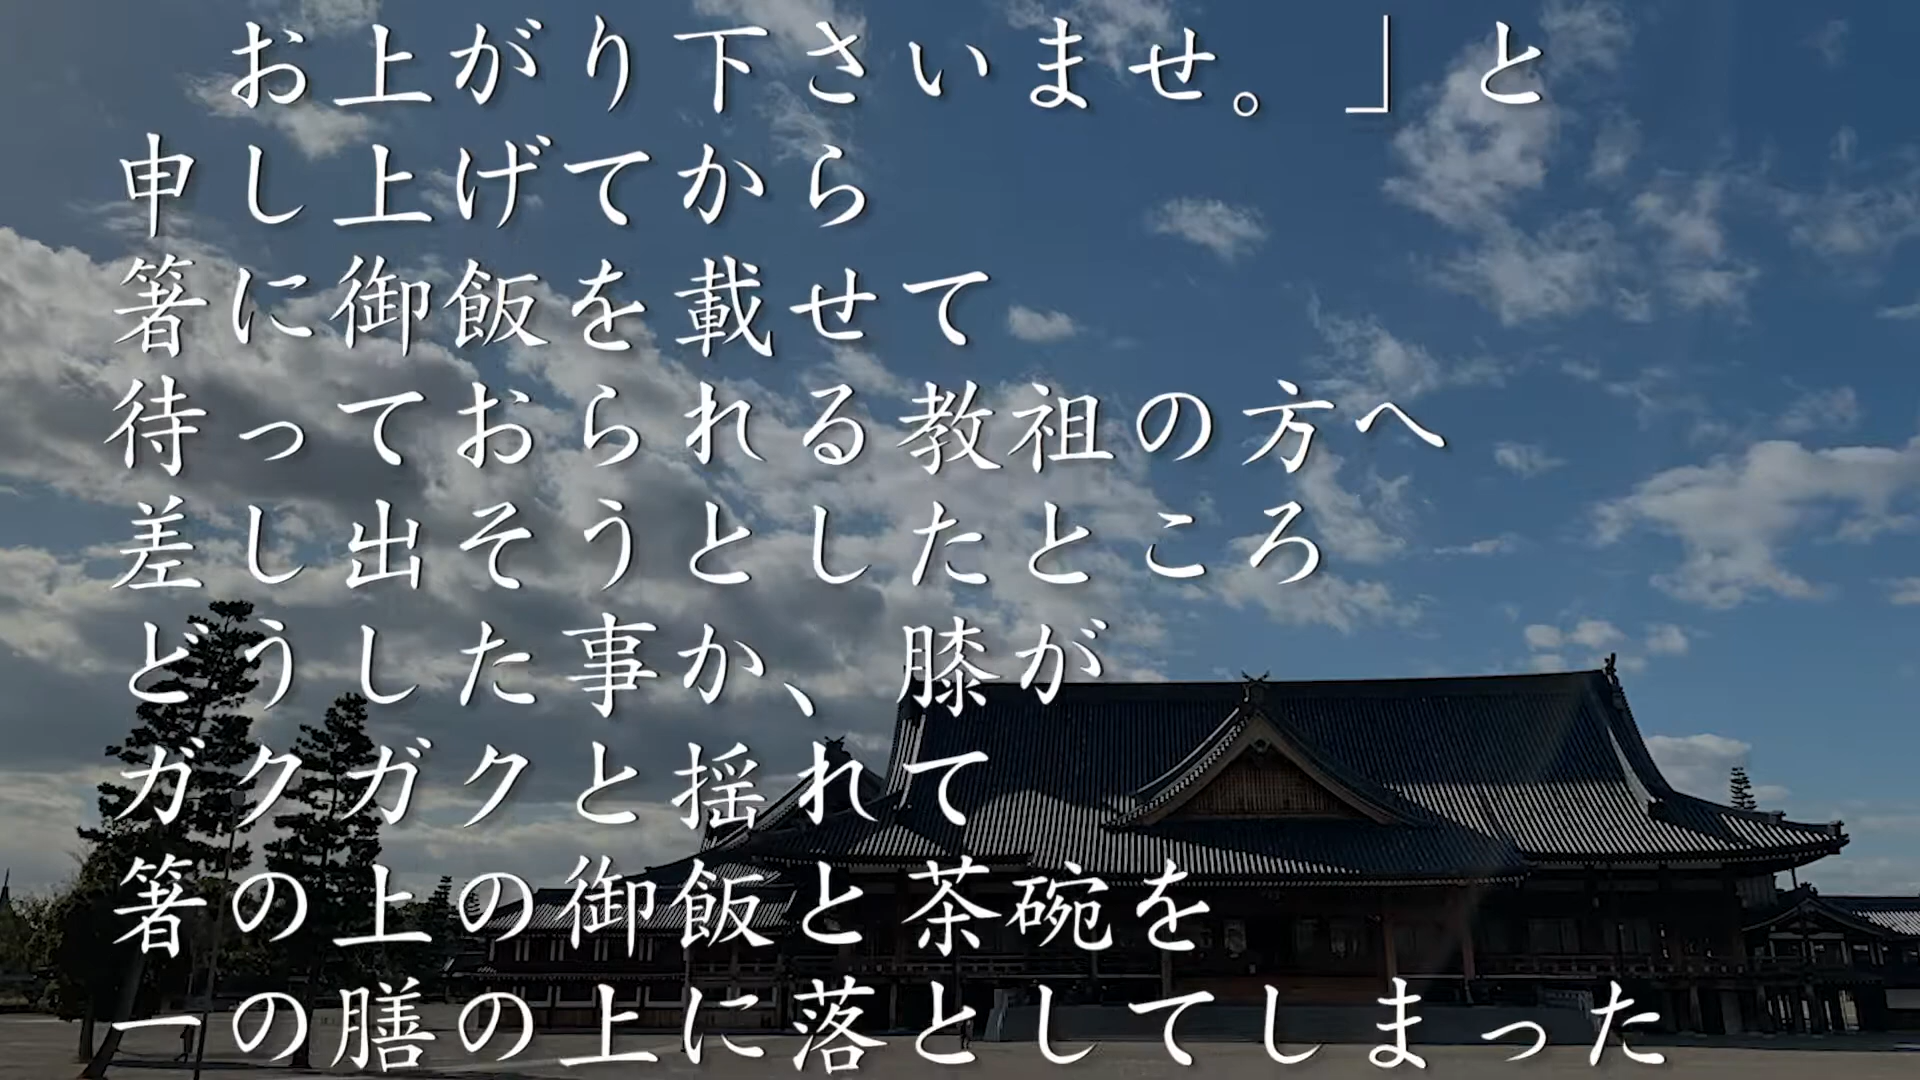 お上がり下さいませ。」と
申し上げてから
箸に御飯を載せて
待っておられる教祖の方へ
差し出そうとしたところ
どうした事か、膝が
ガクガクと揺れて
箸の上の御飯と茶碗を
一の膳の上に落としてしまった